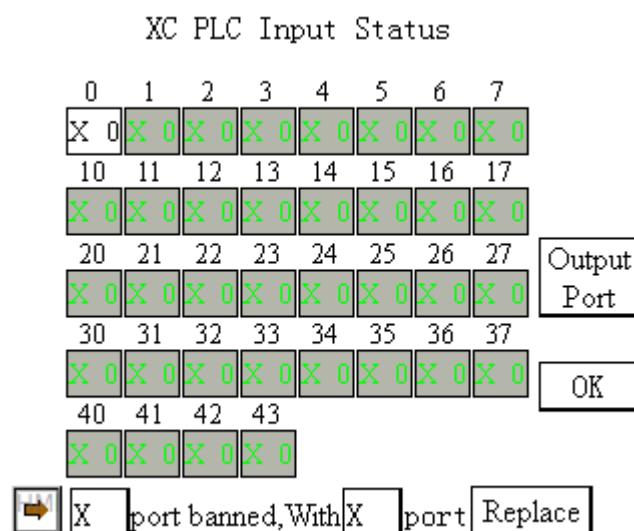 XC PLC Input Status
0 1 2 3 4 5 6 7
X 0 X 0 X 0 X 0 X 0 X 0 X 0 X 0
10 11 12 13 14 15 16 17
X 0 X 0 X 0 X 0 X 0 X 0 X 0 X 0
20 21 22 23 24 25 26 27
X 0 X 0 X 0 X 0 X 0 X 0 X 0 X 0
Output
Port
30 31 32 33 34 35 36 37
X 0 X 0 X 0 X 0 X 0 X 0 X 0 X 0
OK
40 41 42 43
X 0 X 0 X 0 X 0
X port banned,With X port Replace